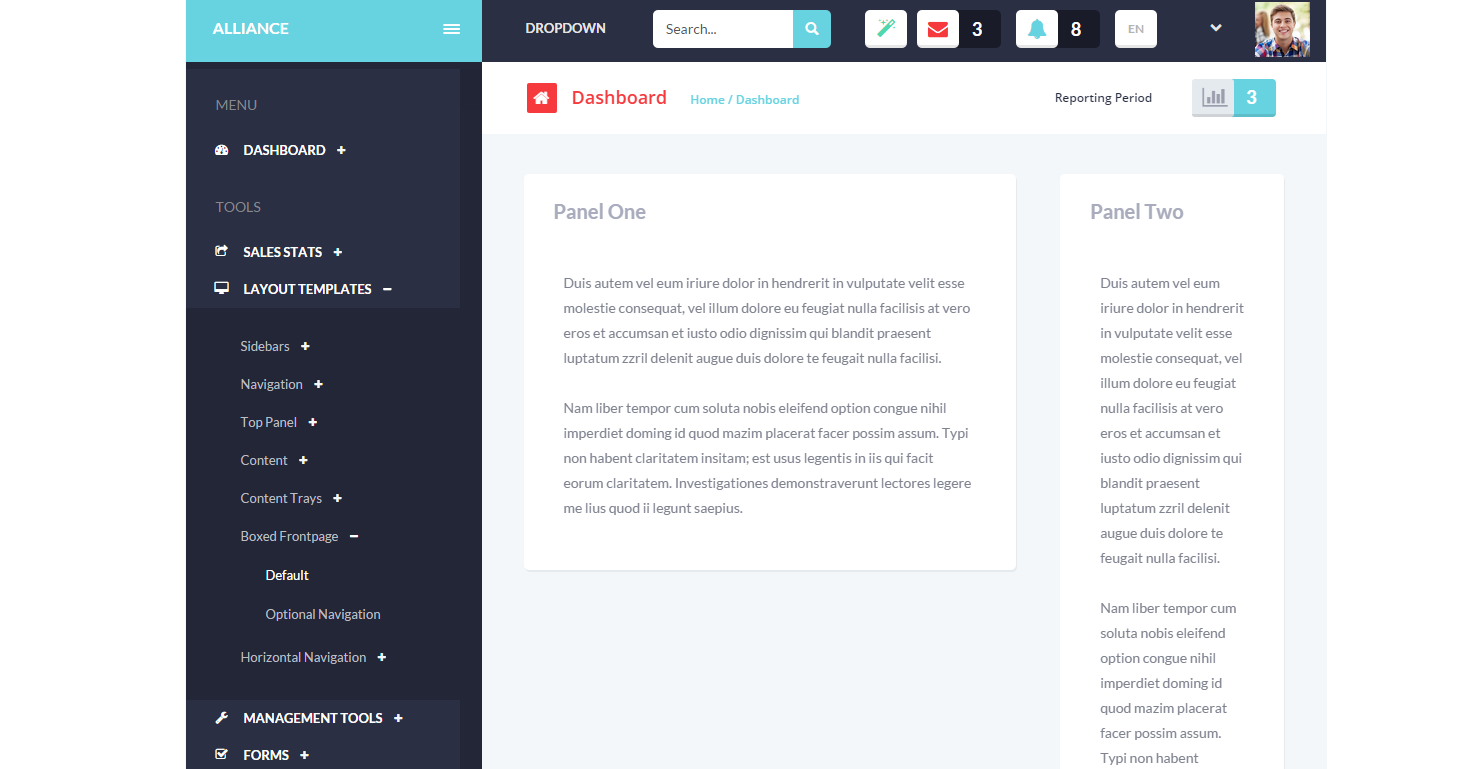 ALLIANCE
DROPDOWN
Search...
3
8
EN
MENU
DASHBOARD
TOOLS
SALES STATS
LAYOUT TEMPLATES
Sidebars
Navigation
Top Panel
Content
Content Trays
Boxed Frontpage
Default
Optional Navigation
Horizontal Navigation
MANAGEMENT TOOLS
FORMS
Dashboard
Home / Dashboard
Reporting Period
3
Panel One
Duis autem vel eum iriure dolor in hendrerit in vulputate velit esse
molestie consequat, vel illum dolore eu feugiat nulla facilisis at vero
eros et accumsan et iusto odio dignissim qui blandit praesent
luptatum zzril delenit augue duis dolore te feugait nulla facilisi.
Nam liber tempor cum soluta nobis eleifend option congue nihil
imperdiet doming id quod mazim placerat facer possim assum. Typi
non habent claritatem insitam; est usus legentis in iis qui facit
eorum claritatem. Investigationes demonstraverunt lectores legere
me lius quod ii legunt saepius.
Panel Two
Duis autem vel eum
iriure dolor in hendrerit
in vulputate velit esse
molestie consequat, vel
illum dolore eu feugiat
nulla facilisis at vero
eros et accumsan et
iusto odio dignissim qui
blandit praesent
luptatum zzril delenit
augue duis dolore te
feugait nulla facilisi.
Nam liber tempor cum
soluta nobis eleifend
option congue nihil
imperdiet doming id
quod mazim placerat
facer possim assum.
Typi non habent